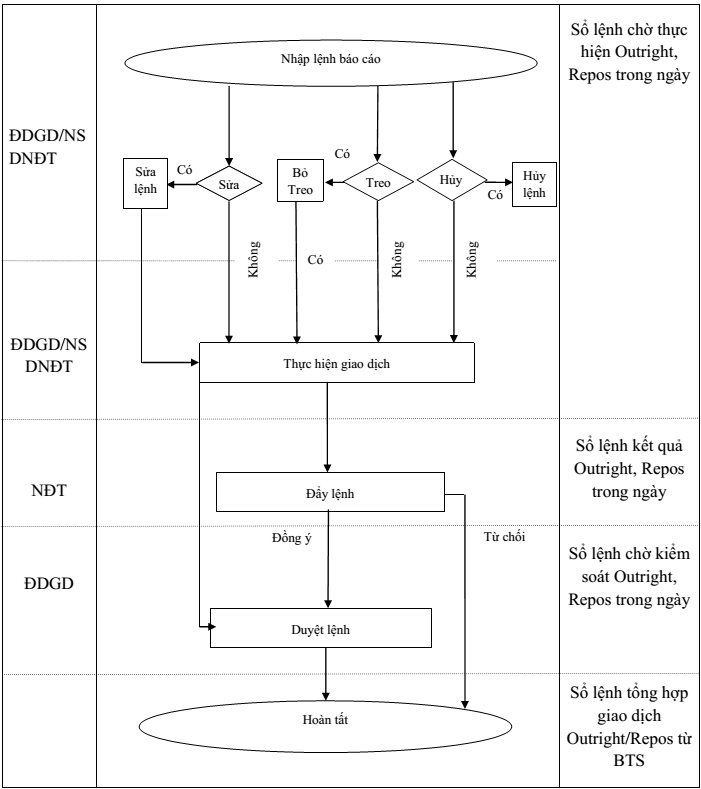 Nhập lệnh báo cáo
Sổ lệnh chờ thực
hiện Outright,
Repos trong ngày
ĐDGD/NS
DNĐT
Sửa
lệnh
Có
Sửa
Bỏ
Treo
Có
Treo
Hủy
Có
Hủy
lệnh
Không
Có
Không
Không
ĐDGD/NS
DNĐT
Thực hiện giao dịch
NĐT
Đẩy lệnh
Sổ lệnh kết quả
Outright, Repos
trong ngày
Đồng ý
Từ chối
ĐDGD
Duyệt lệnh
Sổ lệnh chờ kiểm
soát Outright,
Repos trong ngày
Hoàn tất
Sổ lệnh tổng hợp
giao dịch
Outright/Repos từ
BTS